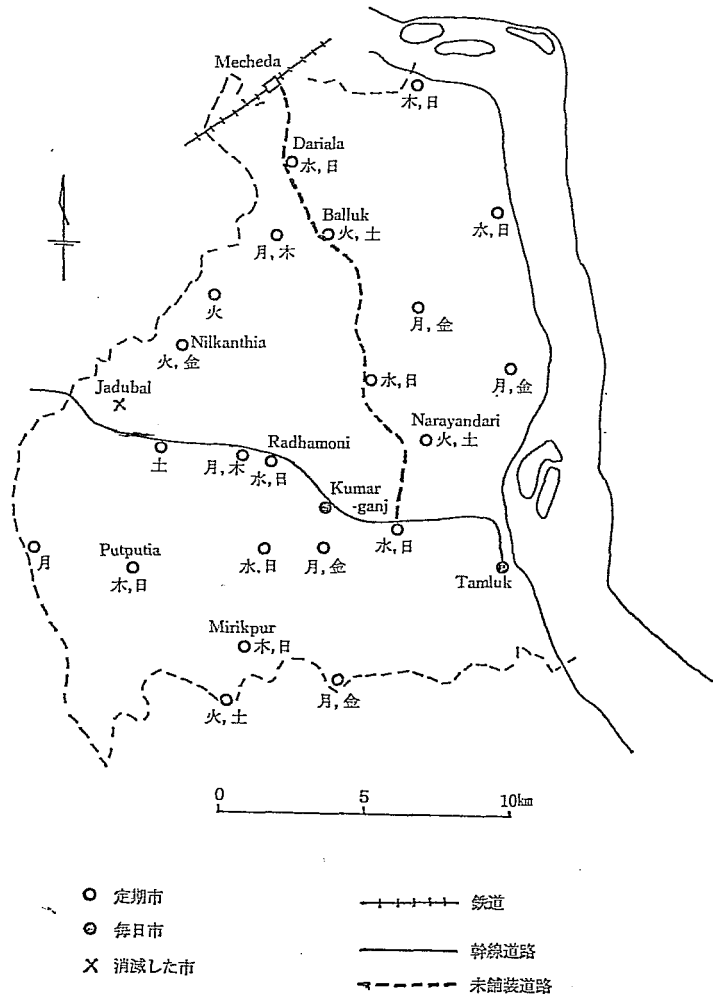 Mecheda
木,日
Dariala
水,日
Balluk
火,土
水,日
月,木
火
月,金
Nilkanthia
火,金
水,日
月,金
Jadubal
Narayandari
火,土
土
月,木
Radhamoni
水,日
Kumar
-ganj
水,日
月
Putputia
木,日
水,日
月,金
Tamluk
Mirikpur
木,日
火,土
月,金
0
5
10km
定期市
毎日市
消滅した市
鉄道
幹線道路
未舗装道路